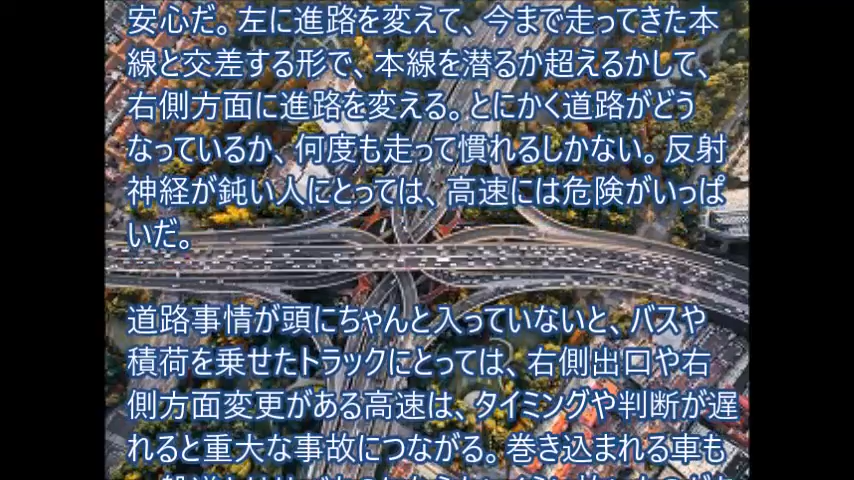 安心だ。左に進路を変えて、今まで走ってきた本
線と交差する形で、本線を潜るか超えるかして、
右側方面に進路を変える。とにかく道路がどう
なっているか、何度も走って慣れるしかない。反射
神経が鈍い人にとっては、高速には危険がいっぱ
いだ。
道路事情が頭にちゃんと入っていないと、バスや
積荷を乗せたトラックにとっては、右側出口や右
側方面変更がある高速は、タイミングや判断が遅
れると重大な事故につながる。巻き込まれる車も